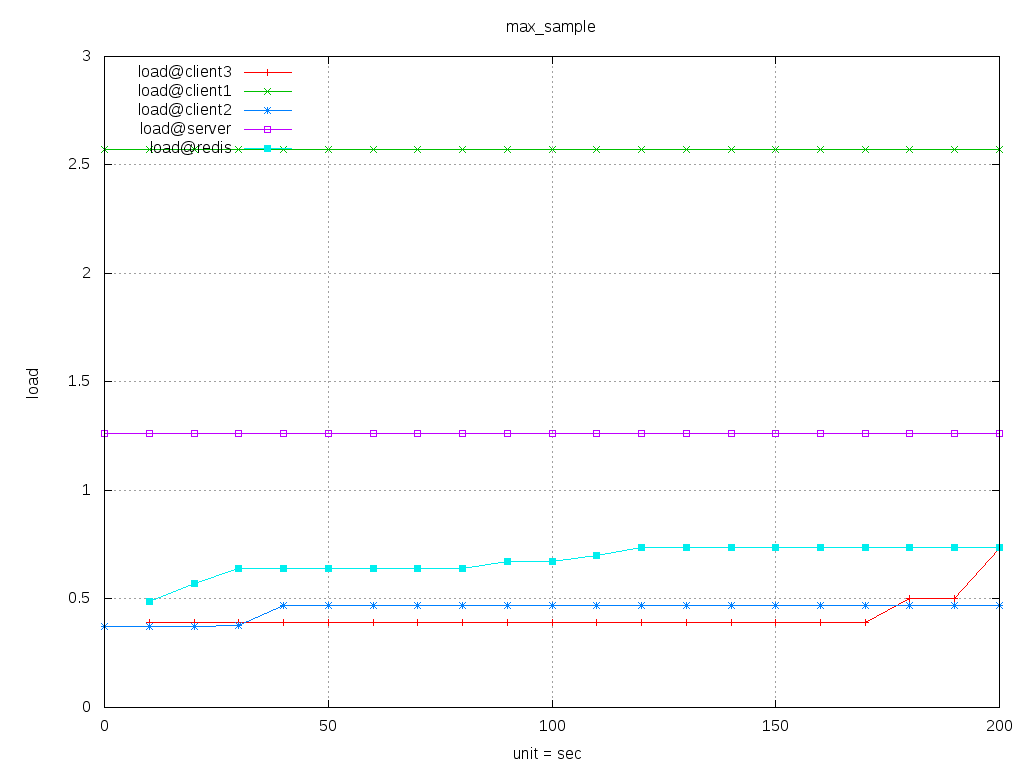 max_sample
3
load@client3
load@client1
load@client2
load@server
load@redis
2.5
2
1.5
load
1
0.5
0
0 50 100 150 200
unit = sec